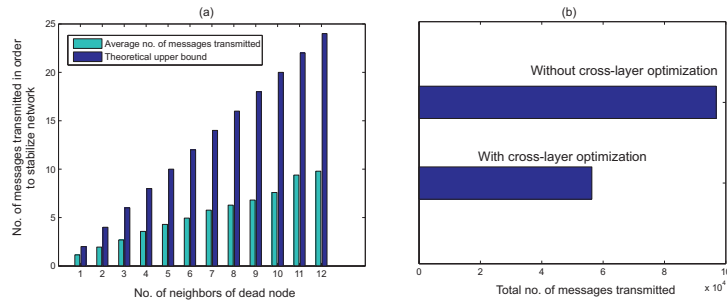 (a)
Average no. of messages transmitted
Theoretical upper bound
25
20
15
10
5
0
1 2 3 4 5 6 7 8 9 10 11 12
No. of neighbors of dead node
No. of messages transmitted in order
to stabilize network
(b)
Without cross-layer optimization
With cross-layer optimization
0 2 4 6 8 10
x 10⁴
Total no. of messages transmitted